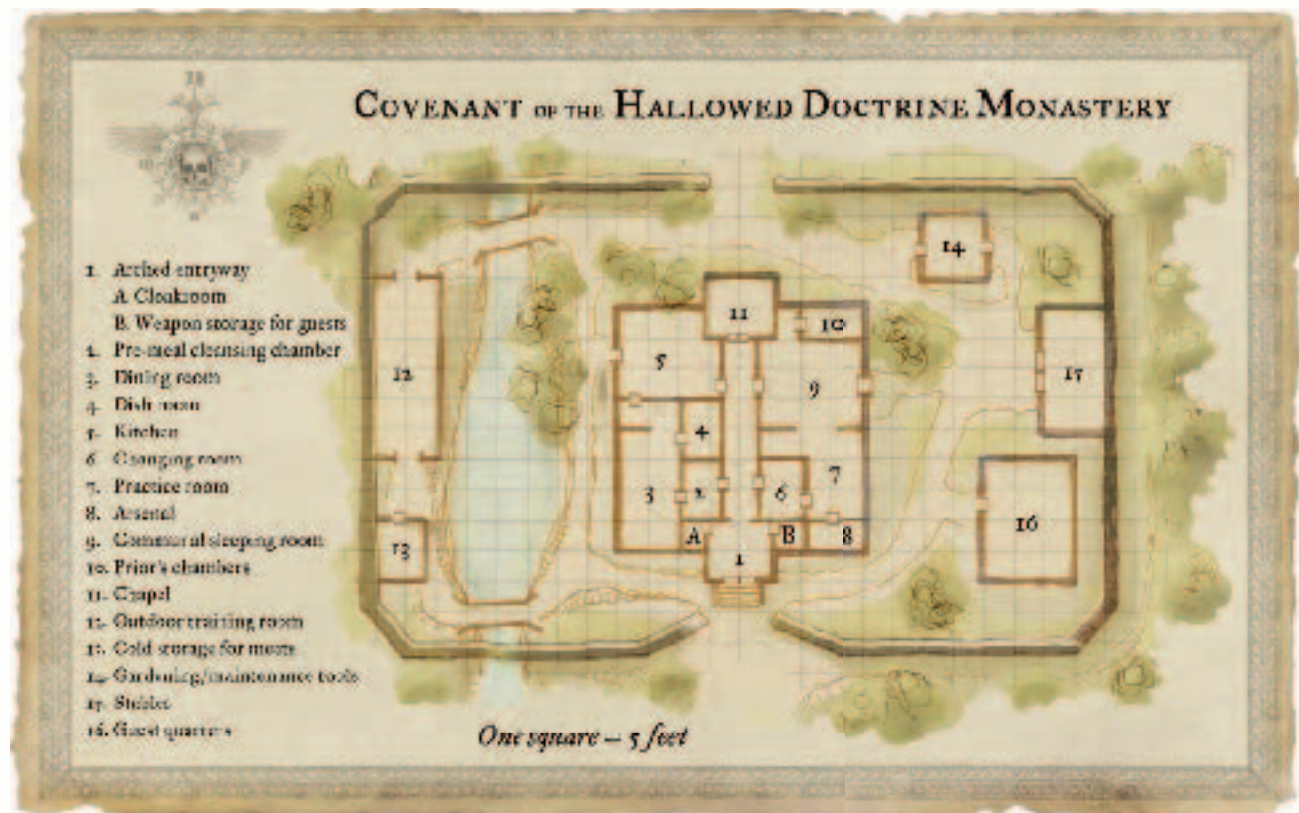 COVENANT OF THE HALLOWED DOCTRINE MONASTERY
1. Arched entryway
A. Cloakroom
B. Weapon storage for guests
2. Pre-meal cleansing chamber
3. Dining room
4. Dish room
5. Kitchen
6. Changing room
7. Practice room
8. Arsenal
9. Communal sleeping room
10. Prior's chambers
11. Chapel
12. Outdoor training room
13. Cold storage for meats
14. Gardening/maintenance tools
15. Stables
16. Guest quarters
14
11
10
5
12
9
15
4
3
2
6
7
16
13
A
B
8
1
One square = 5 feet